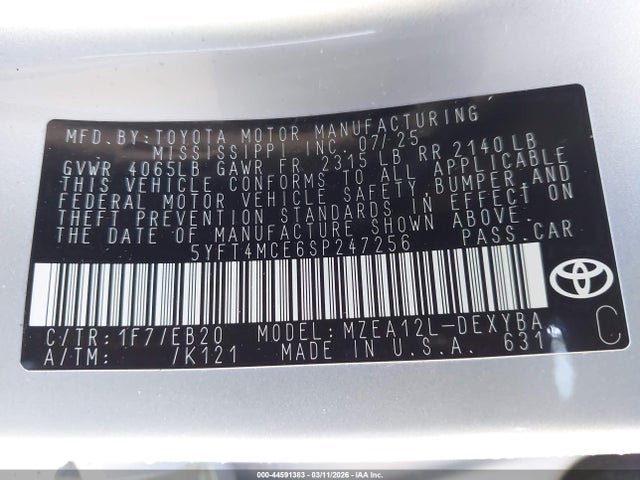 MFD.BY:TOYOTA MOTOR MANUFACTURING
MISSISSIPPI INC. 07/25
GVWR 4065LB GAWR FR 2315 LB RR 2140 LB
THIS VEHICLE CONFORMS TO ALL APPLICABLE
FEDERAL MOTOR VEHICLE SAFETY, BUMPER, AND
THEFT PREVENTION STANDARDS IN EFFECT ON
THE DATE OF MANUFACTURE SHOWN ABOVE.
5YFT4MCE6SP247256 PASS.CAR
C/TR: 1F7/EB20 MODEL: MZEA12L-DEXYBA
A/TM: /K121 MADE IN U.S.A. 631
C
000-44591383 - 03/11/2026 - IAA Inc.